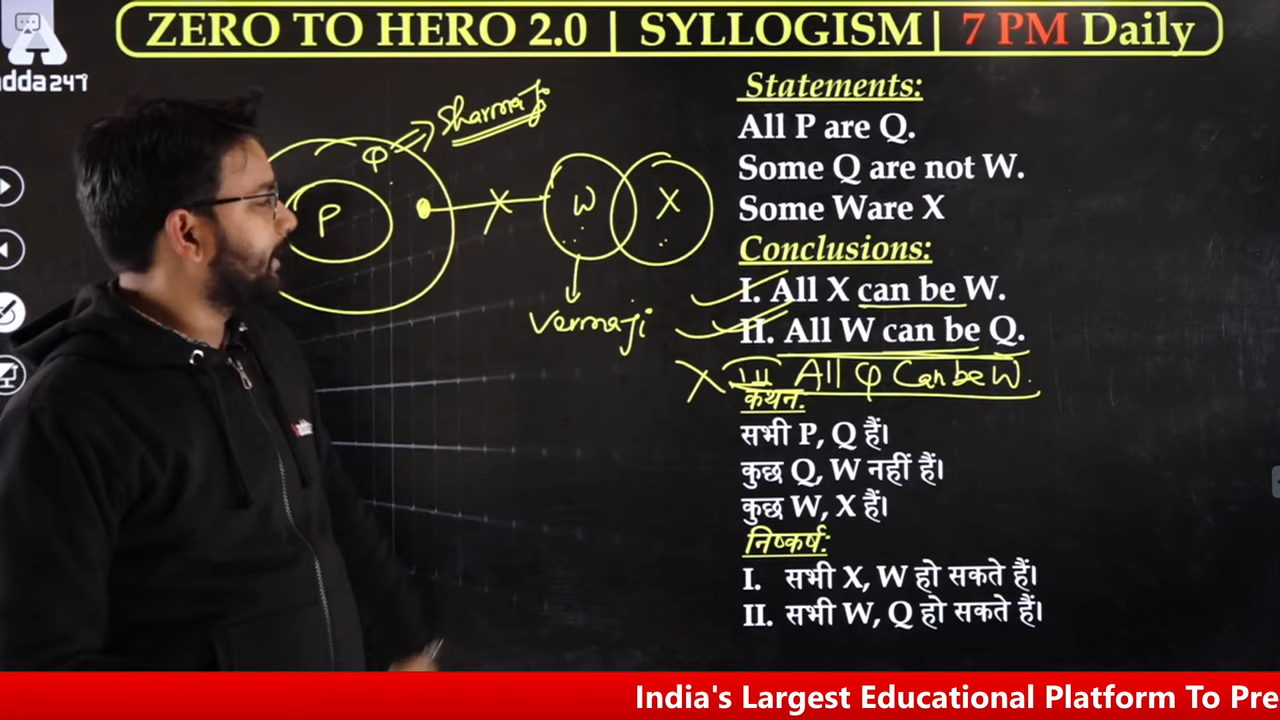 ZERO TO HERO 2.0 | SYLLOGISM| 7 PM Daily
adda247
Statements:
All P are Q.
Some Q are not W.
Some Ware X
Conclusions:
I. All X can be W.
II. All W can be Q.
III All Q Can be W.
कथन:
सभी P, Q हैं।
कुछ Q, W नहीं हैं।
कुछ W, X हैं।
निष्कर्ष:
I. सभी X, W हो सकते हैं।
II. सभी W, Q हो सकते हैं।
Sharmaji
Q
P
W
X
Vermaji
India's Largest Educational Platform To Pre